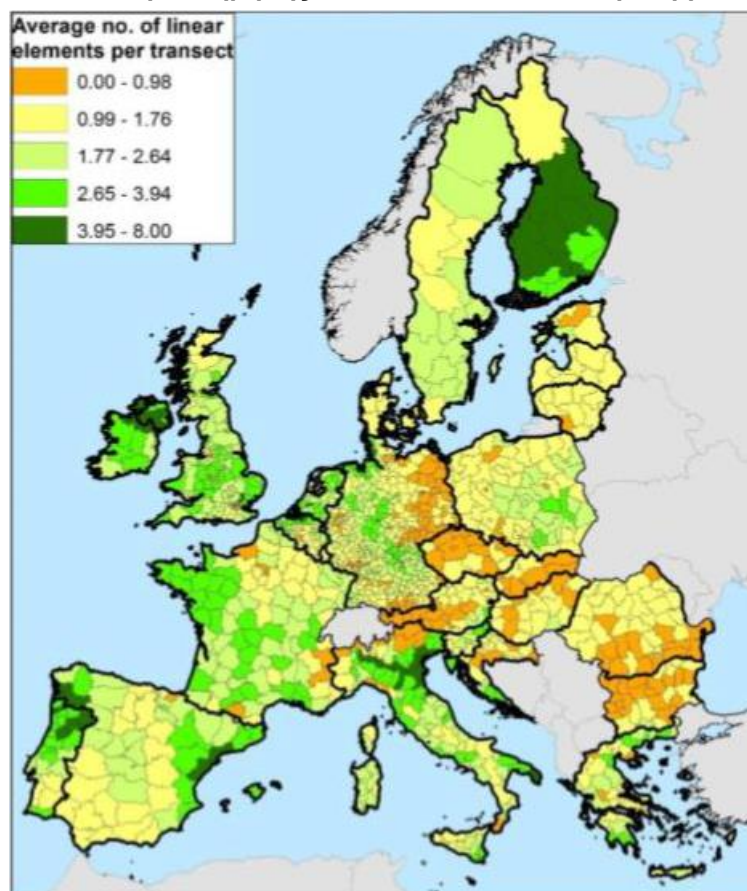 Average no. of linear
elements per transect
0.00 - 0.98
0.99 - 1.76
1.77 - 2.64
2.65 - 3.94
3.95 - 8.00